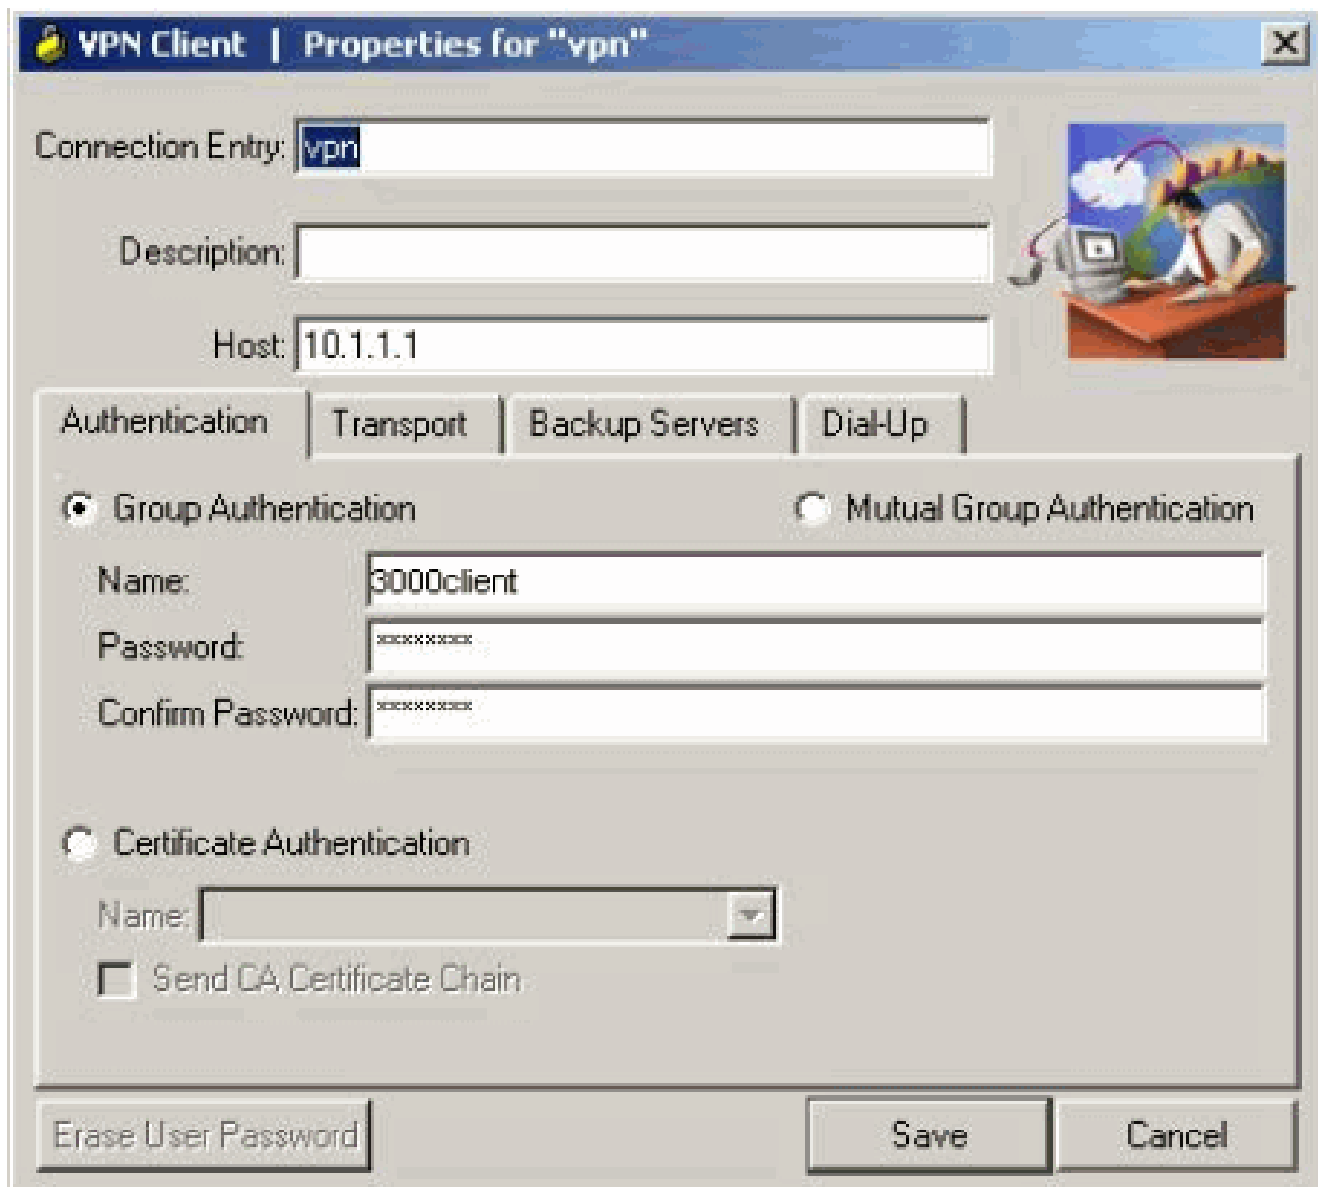 VPN Client | Properties for "vpn"
Connection Entry: vpn
Description:
Host: 10.1.1.1
Authentication Transport Backup Servers Dial-Up
Group Authentication Mutual Group Authentication
Name: 3000client
Password: ********
Confirm Password: ********
Certificate Authentication
Name:
Send CA Certificate Chain
Erase User Password Save Cancel